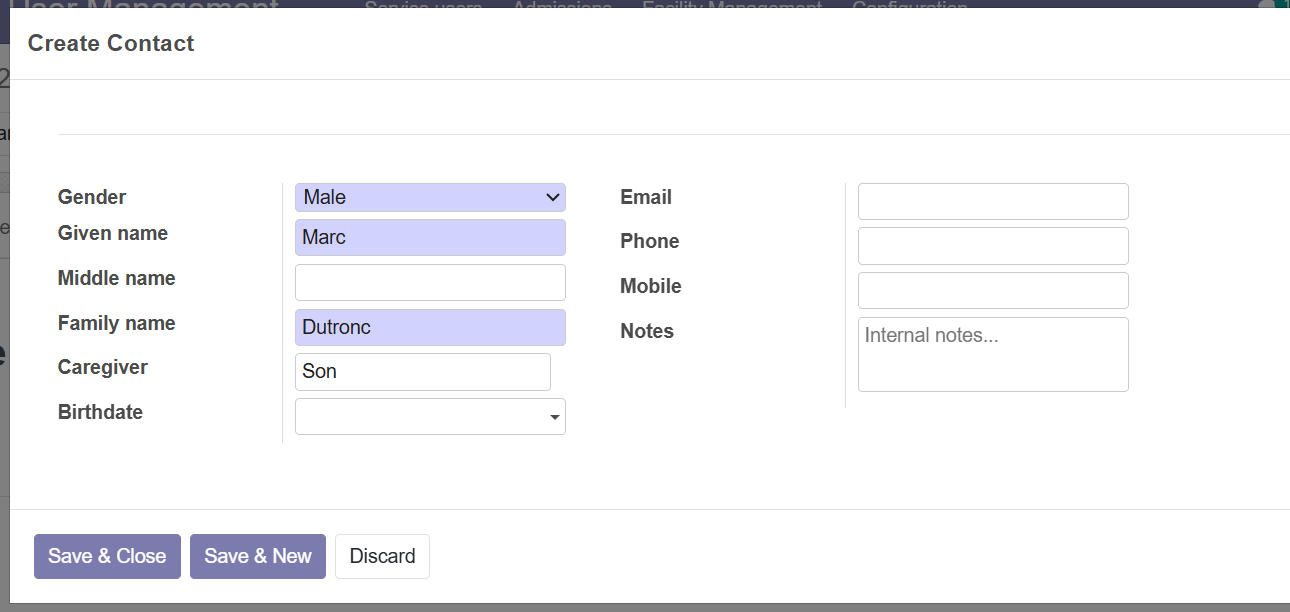 User Management Service users Admissions Facility Management Configuration
Create Contact
Gender Male
Given name Marc
Middle name
Family name Dutronc
Caregiver Son
Birthdate
Email
Phone
Mobile
Notes Internal notes...
Save & Close Save & New Discard